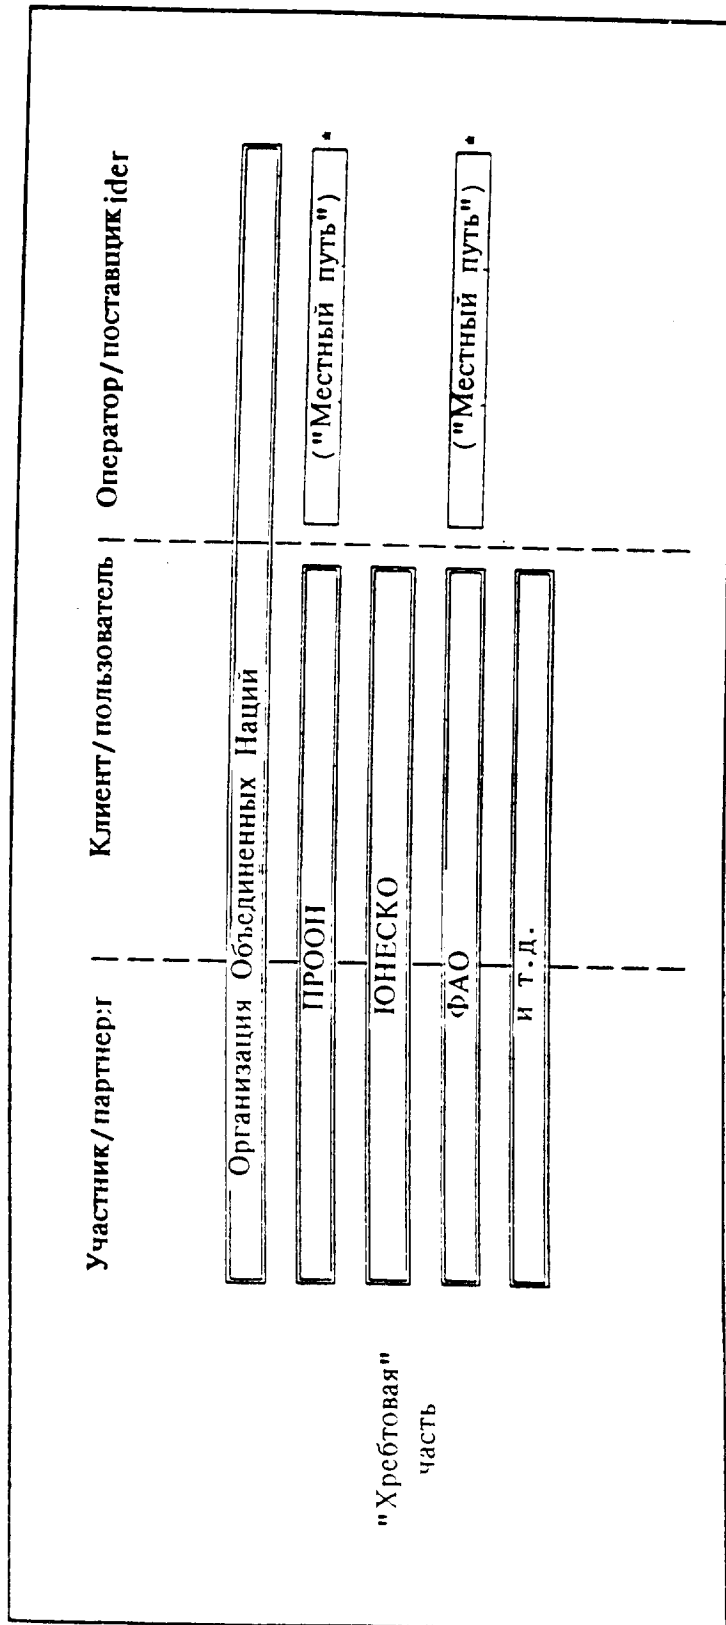 Участник/партнер:r | Клиент/пользователь | Оператор/поставщик ider
Организация Объединенных Наций
ПРООН ("Местный путь") *
"Хребтовая"
часть
ЮНЕСКО
ФАО ("Местный путь") *
и т.д.